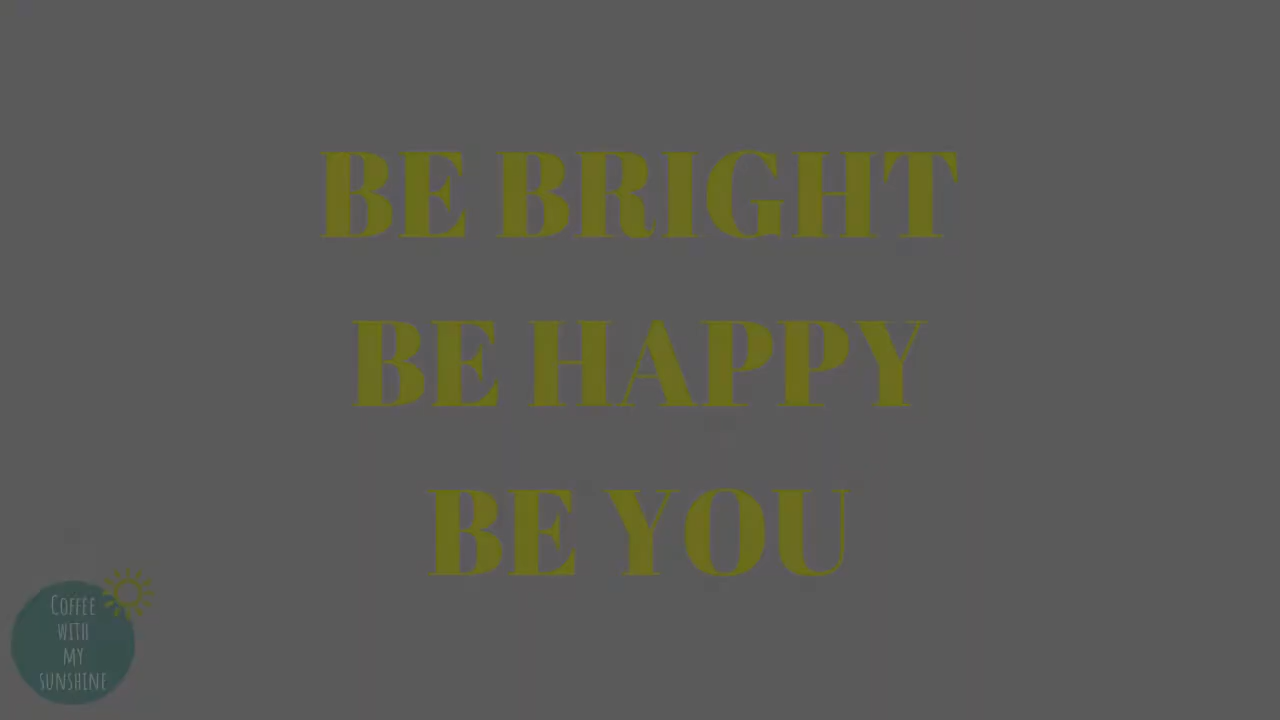 BE BRIGHT
BE HAPPY
BE YOU
COFFEE
WITH
MY
SUNSHINE